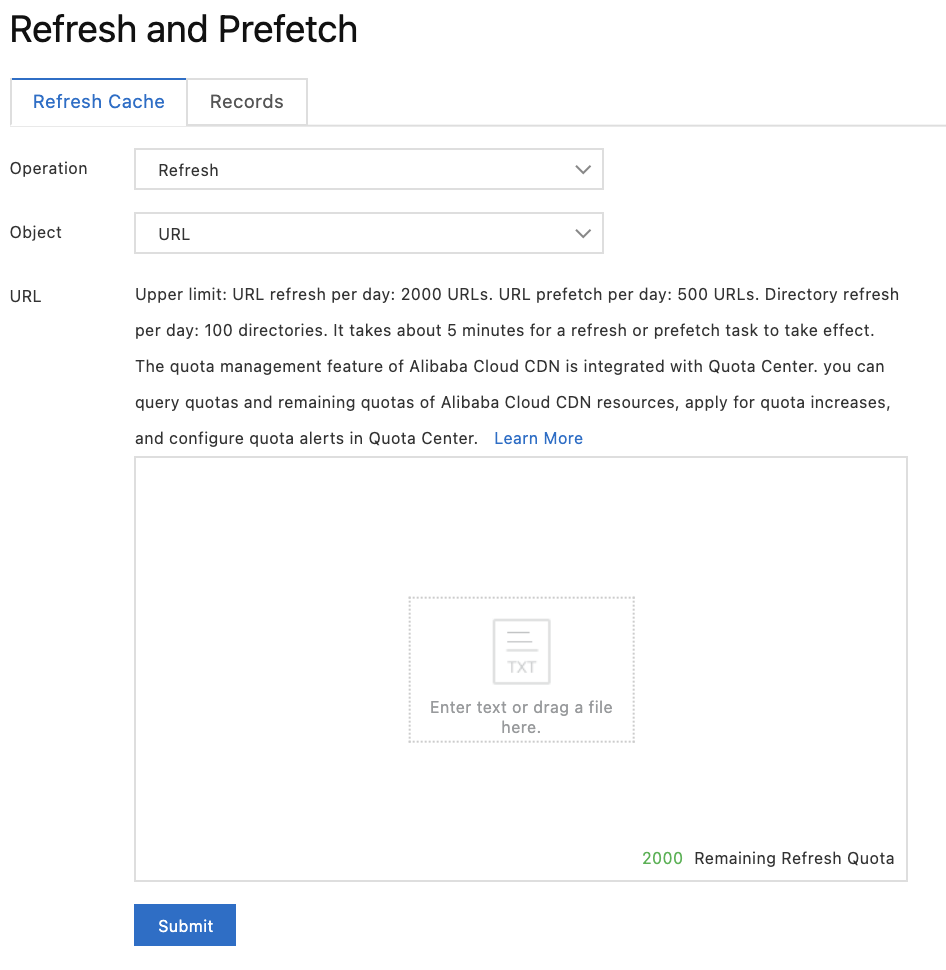 Refresh and Prefetch
Refresh Cache
Records
Operation
Refresh
Object
URL
URL
Upper limit: URL refresh per day: 2000 URLs. URL prefetch per day: 500 URLs. Directory refresh
per day: 100 directories. It takes about 5 minutes for a refresh or prefetch task to take effect.
The quota management feature of Alibaba Cloud CDN is integrated with Quota Center. you can
query quotas and remaining quotas of Alibaba Cloud CDN resources, apply for quota increases,
and configure quota alerts in Quota Center. Learn More
TXT
Enter text or drag a file
here.
2000 Remaining Refresh Quota
Submit